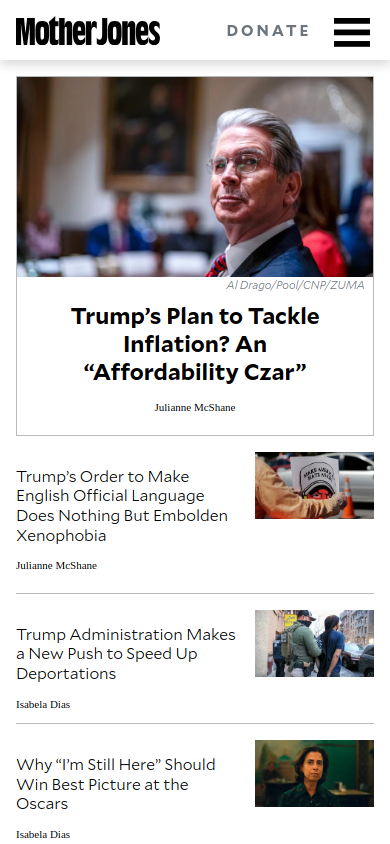 Mother Jones
DONATE
Al Drago/Pool/CNP/ZUMA
Trump’s Plan to Tackle
Inflation? An
“Affordability Czar”
Julianne McShane
Trump’s Order to Make
English Official Language
Does Nothing But Embolden
Xenophobia
Julianne McShane
Trump Administration Makes
a New Push to Speed Up
Deportations
Isabela Dias
Why “I’m Still Here” Should
Win Best Picture at the
Oscars
Isabela Dias